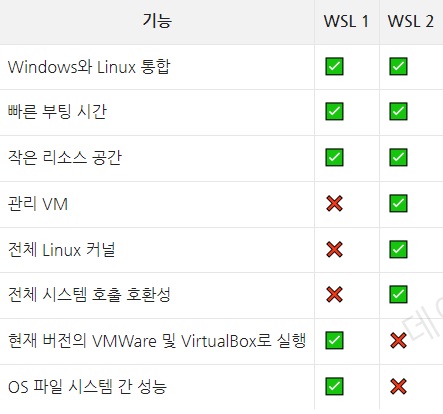 기능 WSL 1 WSL 2
Windows와 Linux 통합 ✅ ✅
빠른 부팅 시간 ✅ ✅
작은 리소스 공간 ✅ ✅
관리 VM ❌ ✅
전체 Linux 커널 ❌ ✅
전체 시스템 호출 호환성 ❌ ✅
현재 버전의 VMWare 및 VirtualBox로 실행 ✅ ❌
OS 파일 시스템 간 성능 ✅ ❌